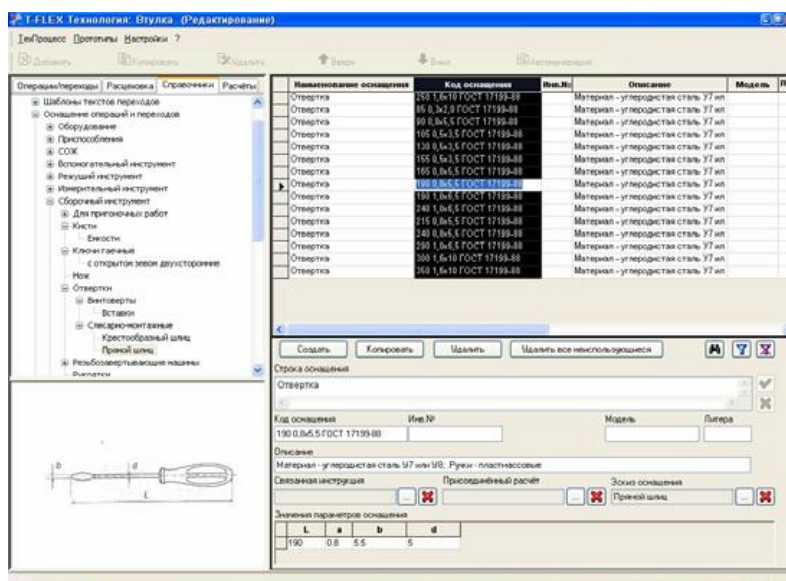 T-FLEX Технология: Втулка (Редактирование)
ТехПроцесс Прототипы Настройки ?
Добавить Копировать Удалить Вверх Вниз Автонумерация
Операции/переходы Расценовка Справочники Расчёты
Шаблоны текстов переходов
Оснащение операций и переходов
Оборудование
Приспособления
СОЖ
Вспомогательный инструмент
Режущий инструмент
Измерительный инструмент
Сборочный инструмент
Для пригоночных работ
Кисти
Емкости
Ключи гаечные
с открытом зевом двухсторонние
Нож
Отвертки
Винтоверты
Вставки
Слесарно-монтажные
Крестообразный шлиц
Прямой шлиц
Резьбозавертывающие машины
Рукоятки
Наименование оснащения Код оснащения Инв.№ Описание Модель
Отвертка 250 1,6х10 ГОСТ 17199-88 Материал - углеродистая сталь У7 ил
Отвертка 85 0,3х2,0 ГОСТ 17199-88 Материал - углеродистая сталь У7 ил
Отвертка 90 0,8х5,5 ГОСТ 17199-88 Материал - углеродистая сталь У7 ил
Отвертка 105 0,5х3,5 ГОСТ 17199-88 Материал - углеродистая сталь У7 ил
Отвертка 130 0,5х3,5 ГОСТ 17199-88 Материал - углеродистая сталь У7 ил
Отвертка 155 0,5х3,5 ГОСТ 17199-88 Материал - углеродистая сталь У7 ил
Отвертка 165 0,8х5,5 ГОСТ 17199-88 Материал - углеродистая сталь У7 ил
Отвертка 190 0,8х5,5 ГОСТ 17199-88 Материал - углеродистая сталь У7 ил
Отвертка 190 ГОСТ 17199-88 Материал - углеродистая сталь У7 ил
Отвертка 240 ГОСТ 17199-88 Материал - углеродистая сталь У7 ил
Отвертка 215 0,8х5,5 ГОСТ 17199-88 Материал - углеродистая сталь У7 ил
Отвертка 240 0,8х5,5 ГОСТ 17199-88 Материал - углеродистая сталь У7 ил
Отвертка 290 ГОСТ 17199-88 Материал - углеродистая сталь У7 ил
Отвертка 300 1,6х10 ГОСТ 17199-88 Материал - углеродистая сталь У7 ил
Отвертка 350 1,6х10 ГОСТ 17199-88 Материал - углеродистая сталь У7 ил
Создать Копировать Удалить Удалить все неиспользующиеся
Строка оснащения
Отвертка
Код оснащения Инв.№ Модель Литера
190 0,8х5,5 ГОСТ 17199-88
Описание
Материал - углеродистая сталь У7 или У8; .Ручки - пластмассовые
Связанная инструкция Присоединённый расчёт Эскиз оснащения
... ... Прямой шлиц ...
Значения параметров оснащения
L a b d
190 0.8 5.5 5
b d
L